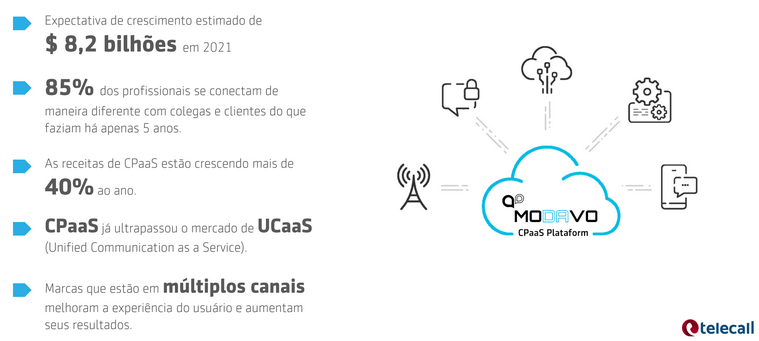 Expectativa de crescimento estimado de
$ 8,2 bilhões em 2021
85% dos profissionais se conectam de
maneira diferente com colegas e clientes do que
faziam há apenas 5 anos.
As receitas de CPaaS estão crescendo mais de
40% ao ano.
CPaaS já ultrapassou o mercado de UCaaS
(Unified Communication as a Service).
Marcas que estão em múltiplos canais
melhoram a experiência do usuário e aumentam
seus resultados.
MODAVO
CPaaS Plataform
telecall